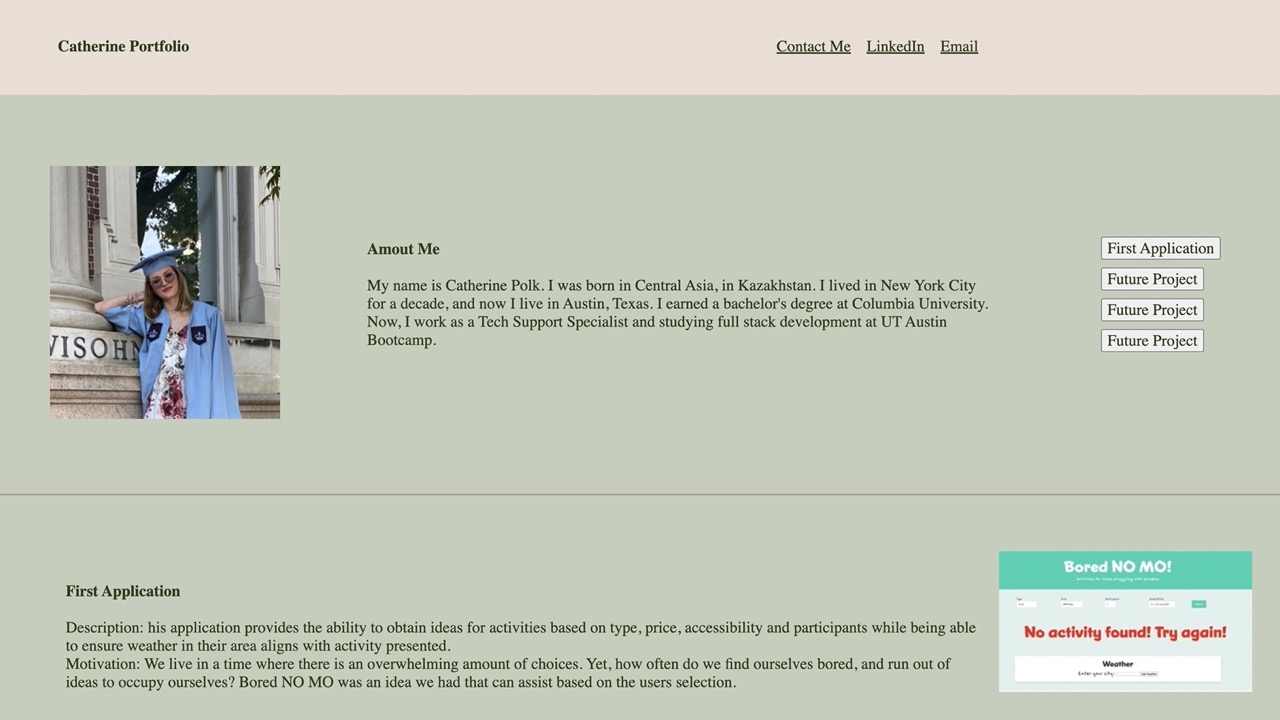 Catherine Portfolio
Contact Me LinkedIn Email
Amout Me
My name is Catherine Polk. I was born in Central Asia, in Kazakhstan. I lived in New York City
for a decade, and now I live in Austin, Texas. I earned a bachelor's degree at Columbia University.
Now, I work as a Tech Support Specialist and studying full stack development at UT Austin
Bootcamp.
First Application
Future Project
Future Project
Future Project
VISOHN
First Application
Description: his application provides the ability to obtain ideas for activities based on type, price, accessibility and participants while being able
to ensure weather in their area aligns with activity presented.
Motivation: We live in a time where there is an overwhelming amount of choices. Yet, how often do we find ourselves bored, and run out of
ideas to occupy ourselves? Bored NO MO was an idea we had that can assist based on the users selection.
Bored NO MO!
No activity found! Try again!
Weather
Enter your city: